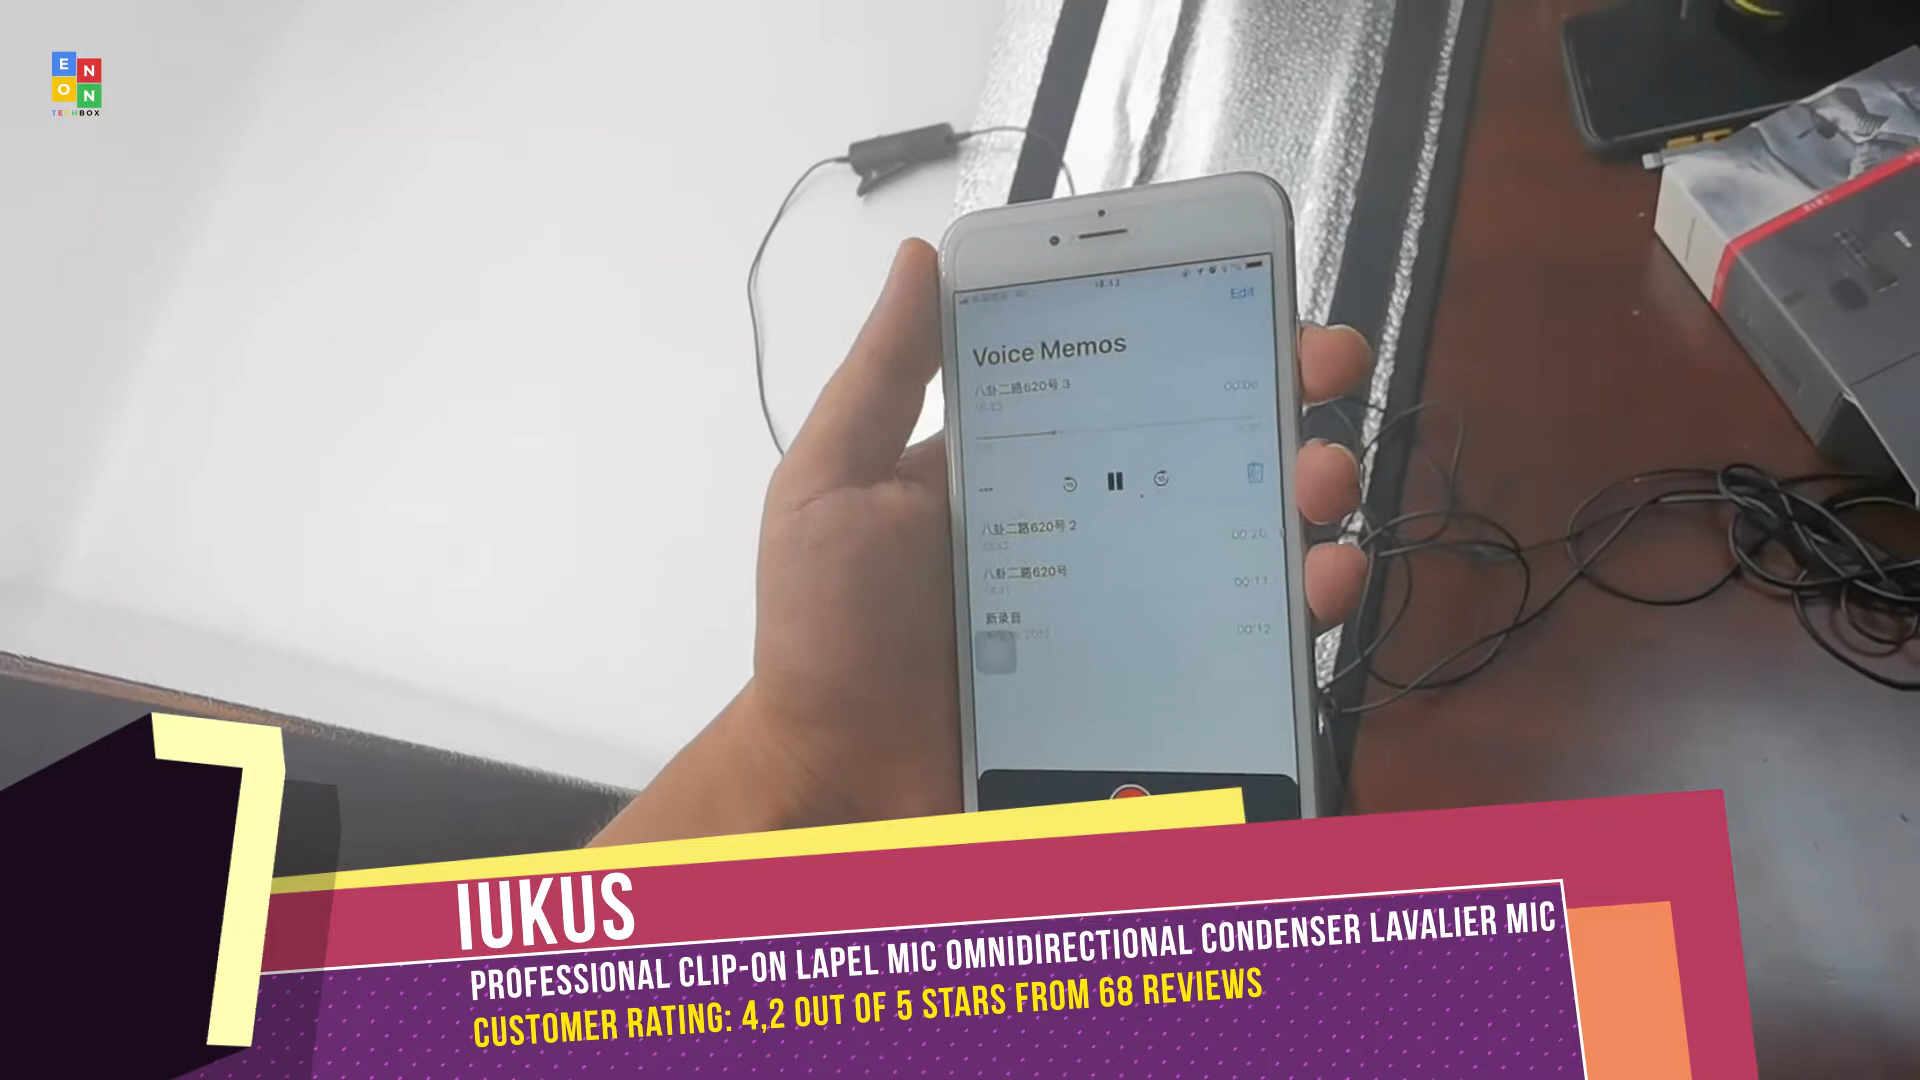 E N
O N
TECHBOX
18:43
Edit
Voice Memos
八卦二路620号 3
00:06
八卦二路620号 2
00:20
八卦二路620号
00:11
新录音
00:12
7
IUKUS
PROFESSIONAL CLIP-ON LAPEL MIC OMNIDIRECTIONAL CONDENSER LAVALIER MIC
CUSTOMER RATING: 4,2 OUT OF 5 STARS FROM 68 REVIEWS